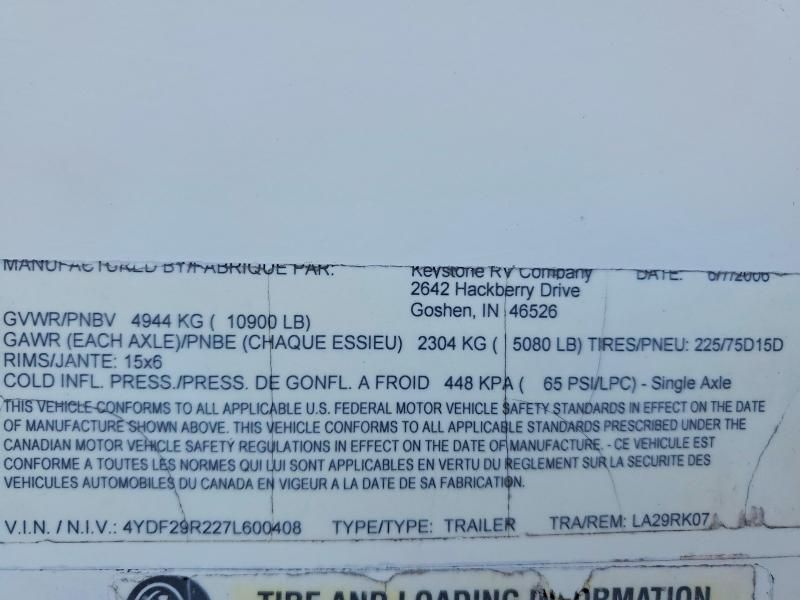 MANUFACTURED BY/FABRIQUE PAR: Keystone RV Company DATE: 6/7/2006
2642 Hackberry Drive
Goshen, IN 46526
GVWR/PNBV 4944 KG ( 10900 LB)
GAWR (EACH AXLE)/PNBE (CHAQUE ESSIEU) 2304 KG ( 5080 LB) TIRES/PNEU: 225/75D15D
RIMS/JANTE: 15x6
COLD INFL. PRESS./PRESS. DE GONFL. A FROID 448 KPA ( 65 PSI/LPC) - Single Axle
THIS VEHICLE CONFORMS TO ALL APPLICABLE U.S. FEDERAL MOTOR VEHICLE SAFETY STANDARDS IN EFFECT ON THE DATE
OF MANUFACTURE SHOWN ABOVE. THIS VEHICLE CONFORMS TO ALL APPLICABLE STANDARDS PRESCRIBED UNDER THE
CANADIAN MOTOR VEHICLE SAFETY REGULATIONS IN EFFECT ON THE DATE OF MANUFACTURE. - CE VEHICULE EST
CONFORME A TOUTES LES NORMES QUI LUI SONT APPLICABLES EN VERTU DU REGLEMENT SUR LA SECURITE DES
VEHICULES AUTOMOBILES DU CANADA EN VIGEUR A LA DATE DE SA FABRICATION.
V.I.N. / N.I.V.: 4YDF29R227L600408 TYPE/TYPE: TRAILER TRA/REM: LA29RK07
TIRE AND LOADING INFORMATION